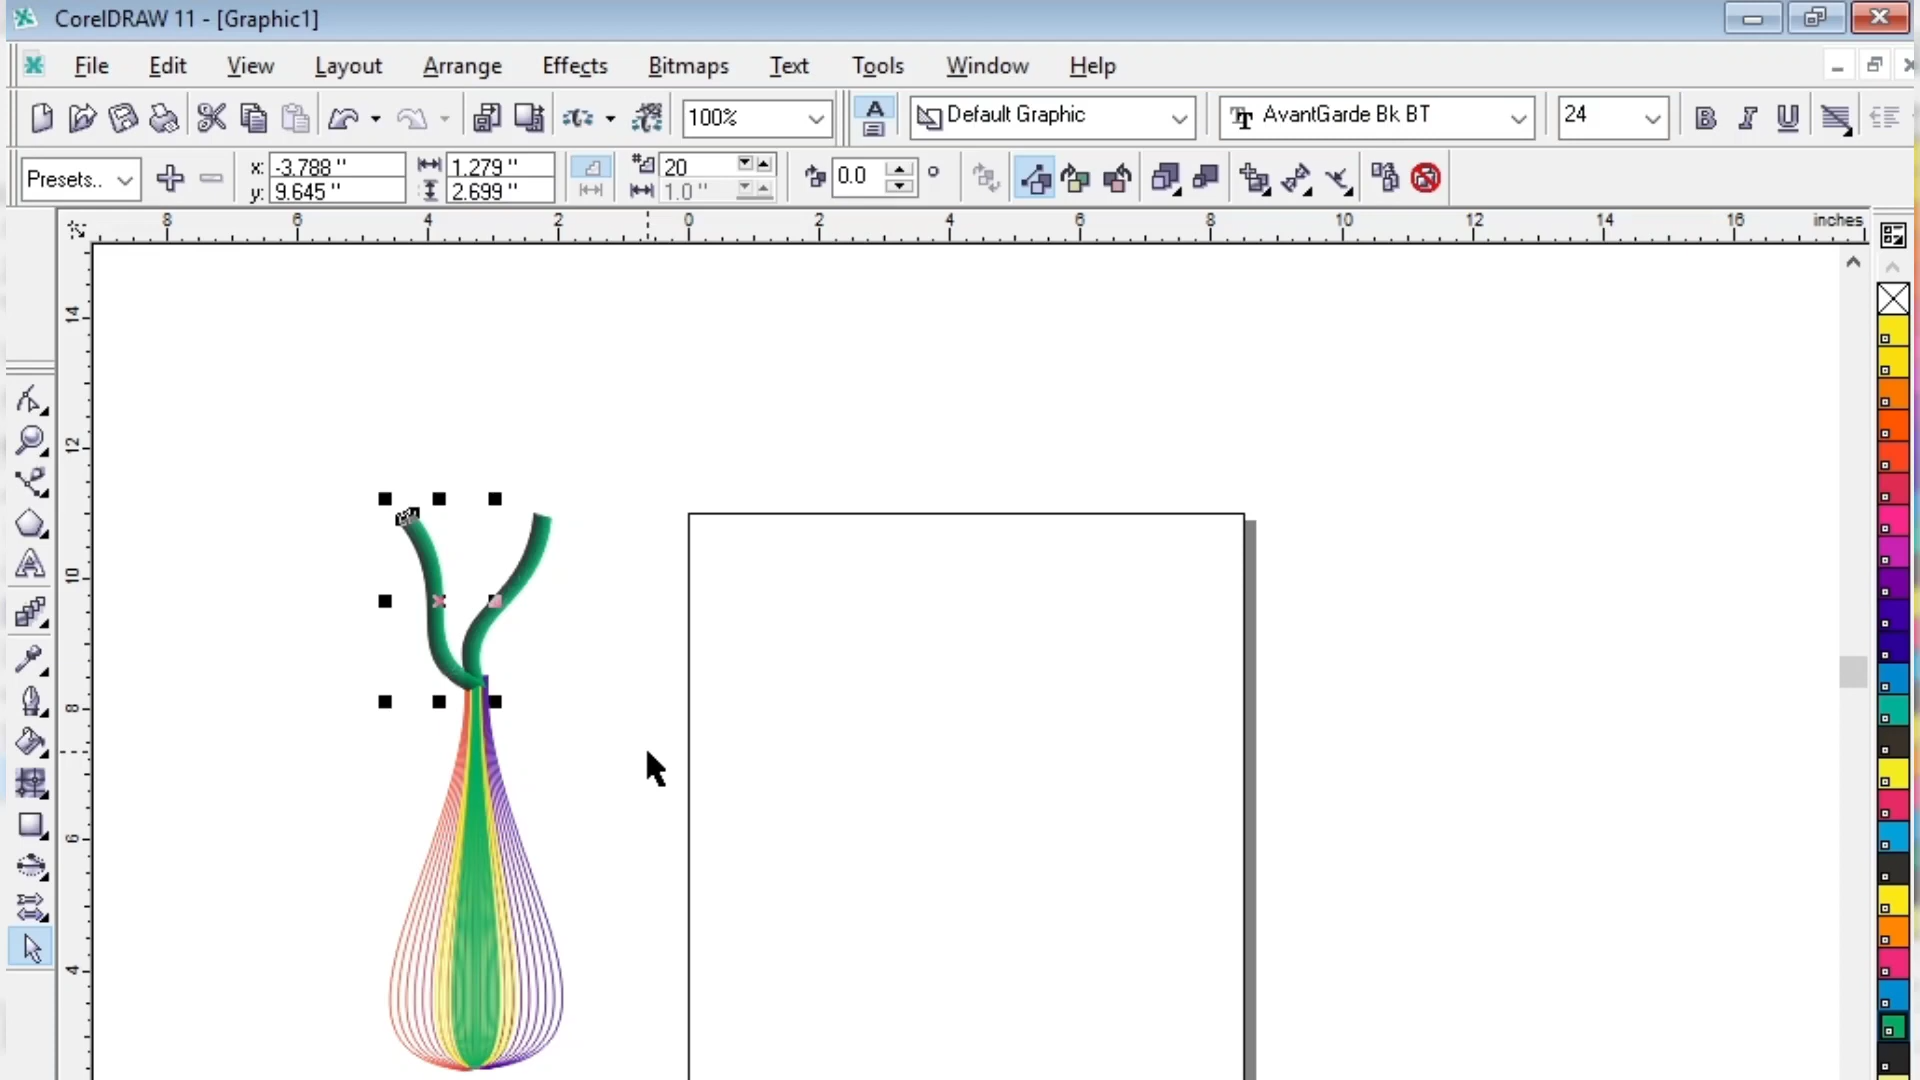 CorelDRAW 11 - [Graphic1]
File Edit View Layout Arrange Effects Bitmaps Text Tools Window Help
100% A Default Graphic AvantGarde Bk BT 24 B I U
Presets.. x: -3.788 " 1.279 " 20 0.0 °
y: 9.645 " 2.699 " 1.0 "
8 6 4 2 0 2 4 6 8 10 12 14 16 inches
14
12
10
8
6
4